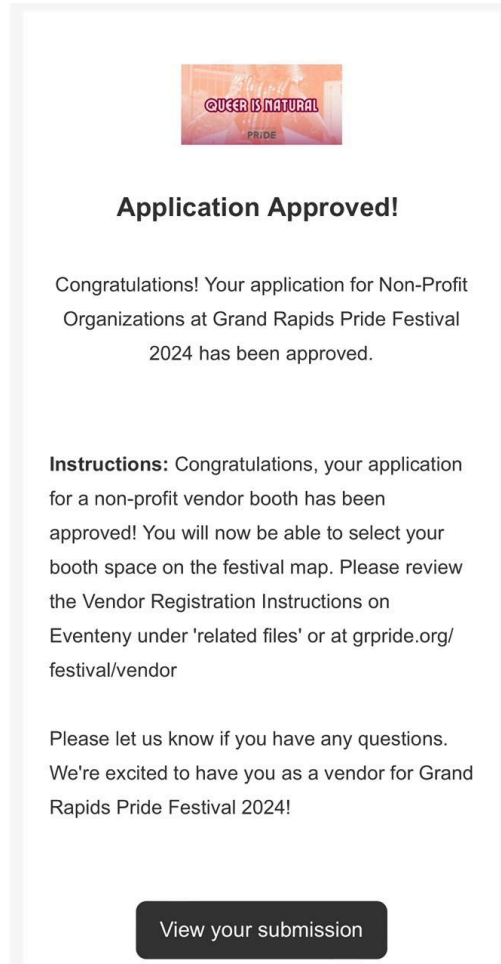 QUEER IS NATURAL
PRIDE
Application Approved!
Congratulations! Your application for Non-Profit
Organizations at Grand Rapids Pride Festival
2024 has been approved.
Instructions: Congratulations, your application
for a non-profit vendor booth has been
approved! You will now be able to select your
booth space on the festival map. Please review
the Vendor Registration Instructions on
Eventeny under 'related files' or at grpride.org/
festival/vendor
Please let us know if you have any questions.
We're excited to have you as a vendor for Grand
Rapids Pride Festival 2024!
View your submission